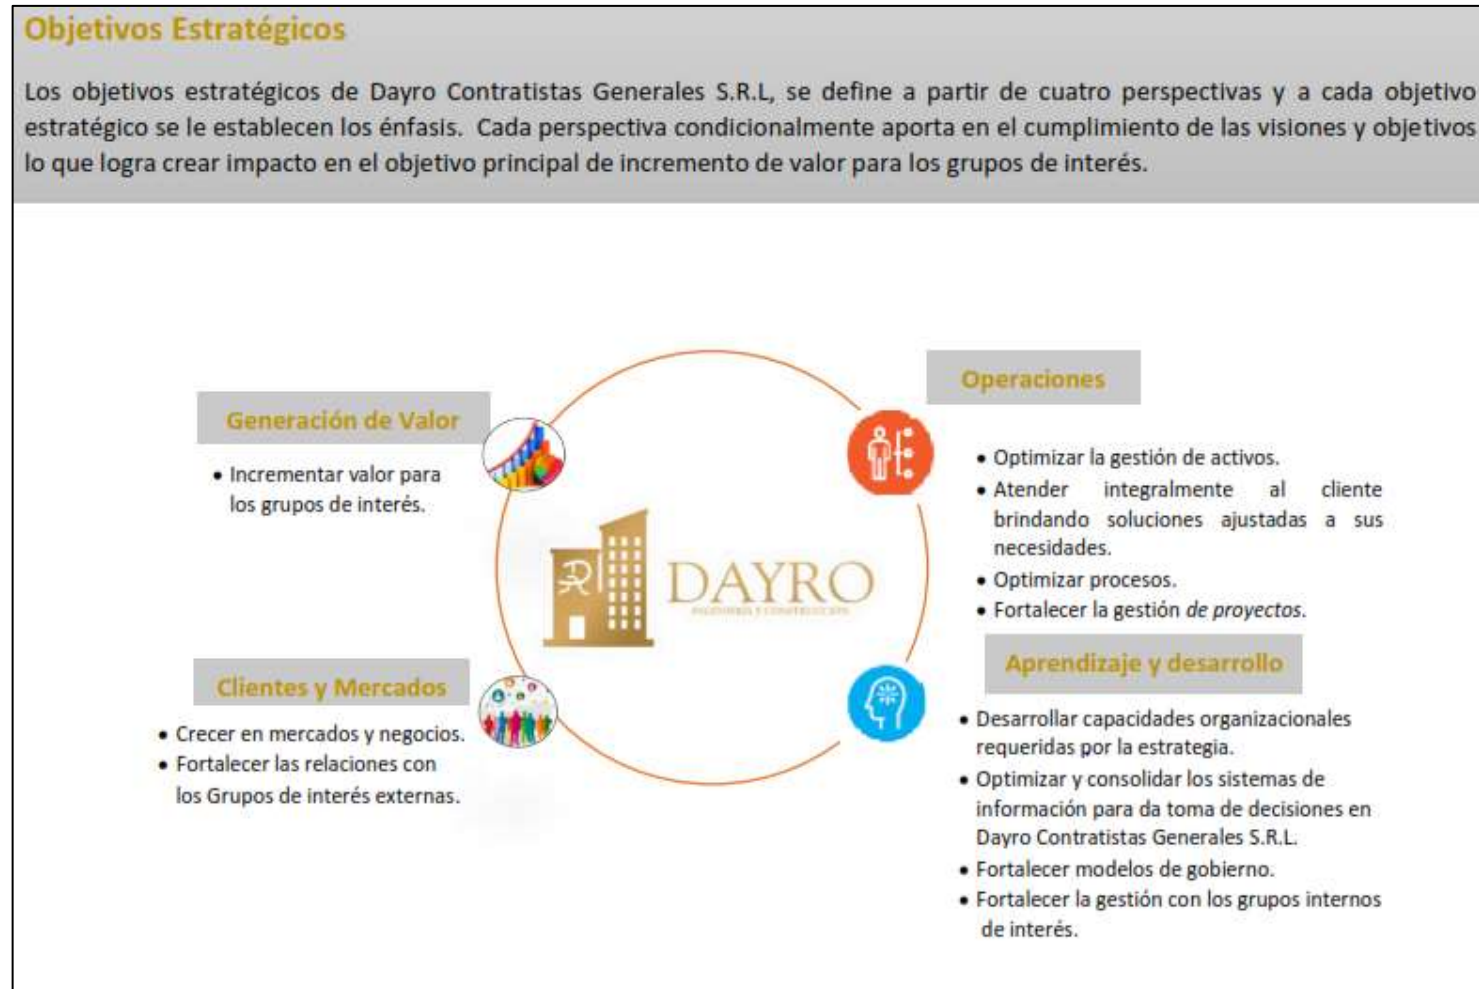 Objetivos Estratégicos
Los objetivos estratégicos de Dayro Contratistas Generales S.R.L, se define a partir de cuatro perspectivas y a cada objetivo
estratégico se le establecen los énfasis. Cada perspectiva condicionalmente aporta en el cumplimiento de las visiones y objetivos
lo que logra crear impacto en el objetivo principal de incremento de valor para los grupos de interés.
Generación de Valor
• Incrementar valor para
los grupos de interés.
Operaciones
• Optimizar la gestión de activos.
• Atender integralmente al cliente
brindando soluciones ajustadas a sus
necesidades.
• Optimizar procesos.
• Fortalecer la gestión de proyectos.
DAYRO
INGENIERÍA Y CONSTRUCCIÓN
Clientes y Mercados
• Crecer en mercados y negocios.
• Fortalecer las relaciones con
los Grupos de interés externas.
Aprendizaje y desarrollo
• Desarrollar capacidades organizacionales
requeridas por la estrategia.
• Optimizar y consolidar los sistemas de
información para da toma de decisiones en
Dayro Contratistas Generales S.R.L.
• Fortalecer modelos de gobierno.
• Fortalecer la gestión con los grupos internos
de interés.